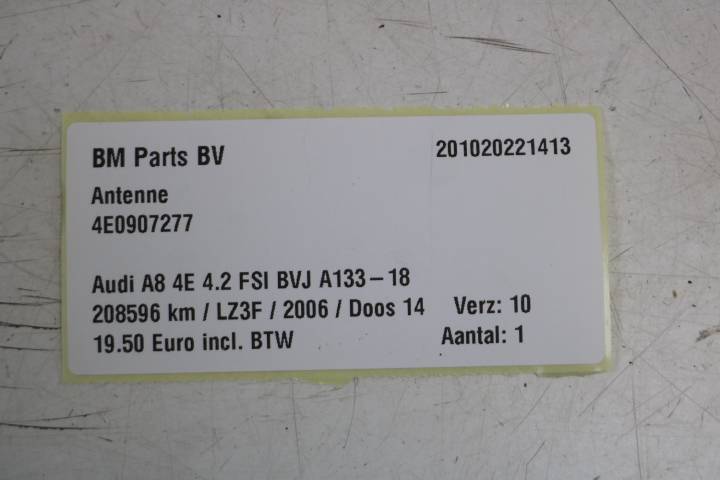 BM Parts BV 201020221413
Antenne
4E0907277
Audi A8 4E 4.2 FSI BVJ A133-18
208596 km / LZ3F / 2006 / Doos 14 Verz: 10
19.50 Euro incl. BTW Aantal: 1